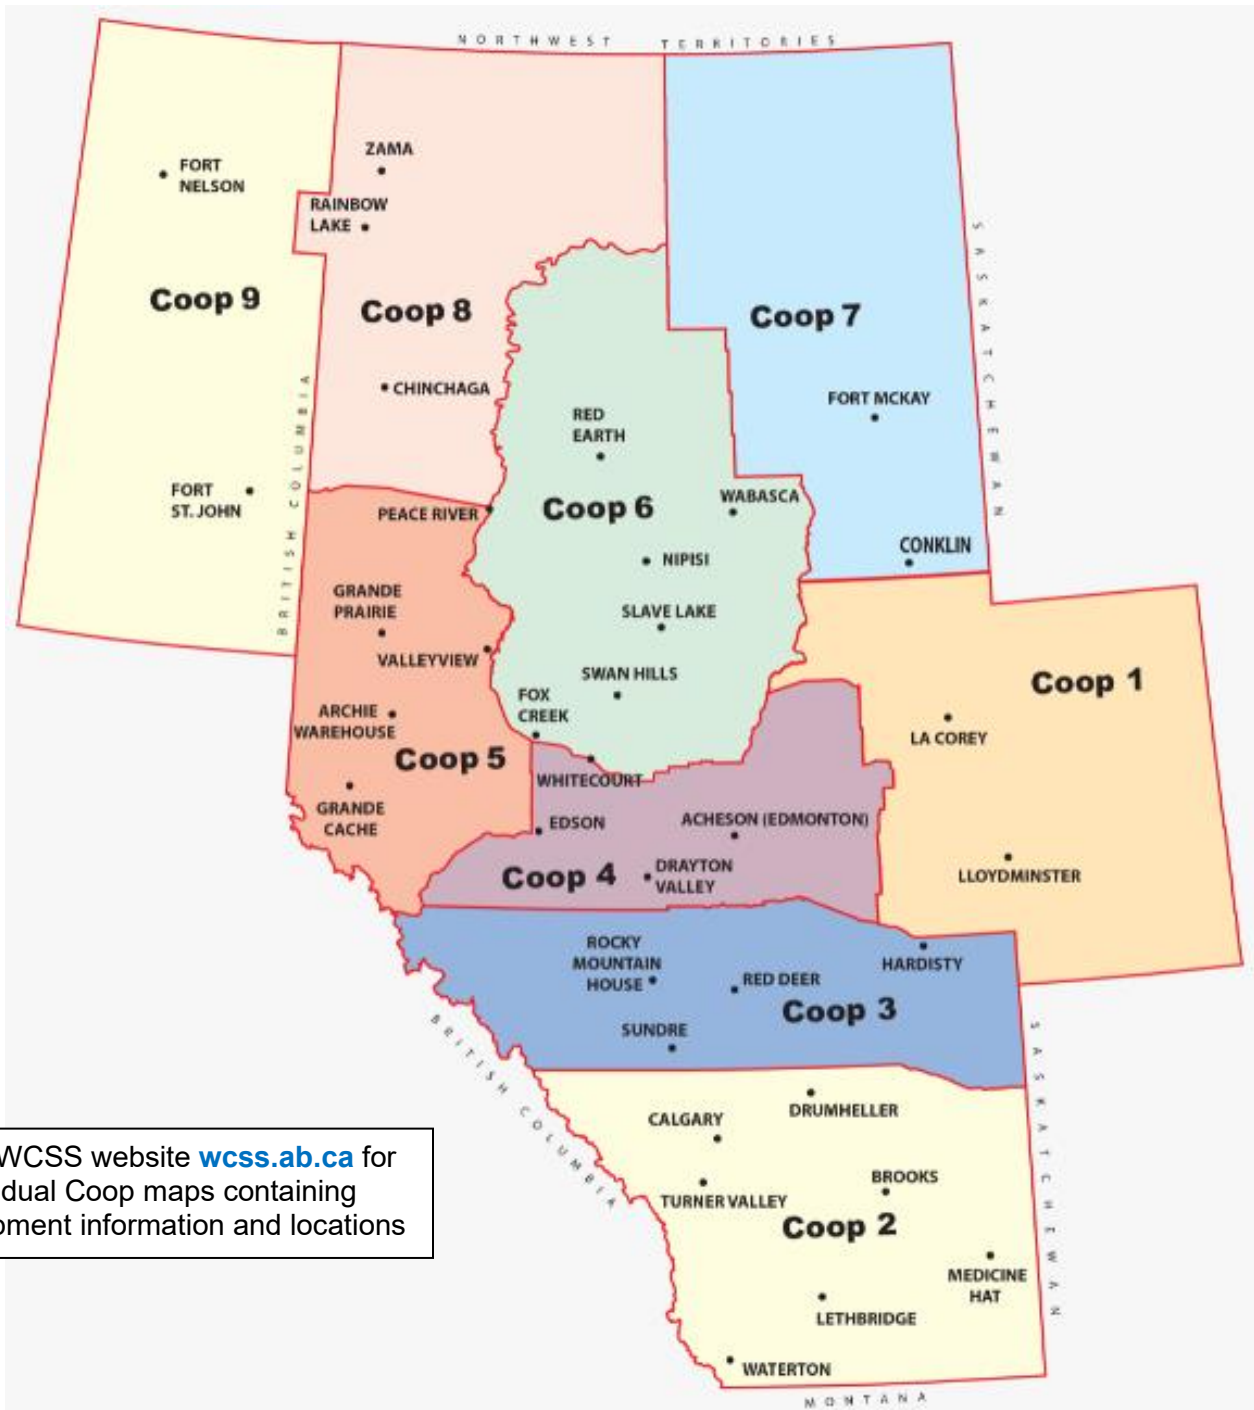 NORTHWEST TERRITORIES
ZAMA
FORT
NELSON
RAINBOW
LAKE
SASKATCHEWAN
Coop 9
Coop 8
Coop 7
BRITISH COLUMBIA
CHINCHAGA
FORT MCKAY
RED
EARTH
FORT
ST. JOHN
PEACE RIVER
Coop 6
WABASCA
NIPISI
CONKLIN
GRANDE
PRAIRIE
SLAVE LAKE
VALLEYVIEW
SWAN HILLS
Coop 1
FOX
CREEK
ARCHIE
WAREHOUSE
LA COREY
Coop 5
WHITECOURT
GRANDE
CACHE
EDSON
ACHESON (EDMONTON)
Coop 4
DRAYTON
VALLEY
LLOYDMINSTER
ROCKY
MOUNTAIN
HOUSE
RED DEER
HARDISTY
Coop 3
SUNDRE
BRITISH COLUMBIA
SASKATCHEWAN
DRUMHELLER
CALGARY
WCSS website wcss.ab.ca for
dual Coop maps containing
ment information and locations
BROOKS
TURNER VALLEY
Coop 2
MEDICINE
HAT
LETHBRIDGE
WATERTON
MONTANA